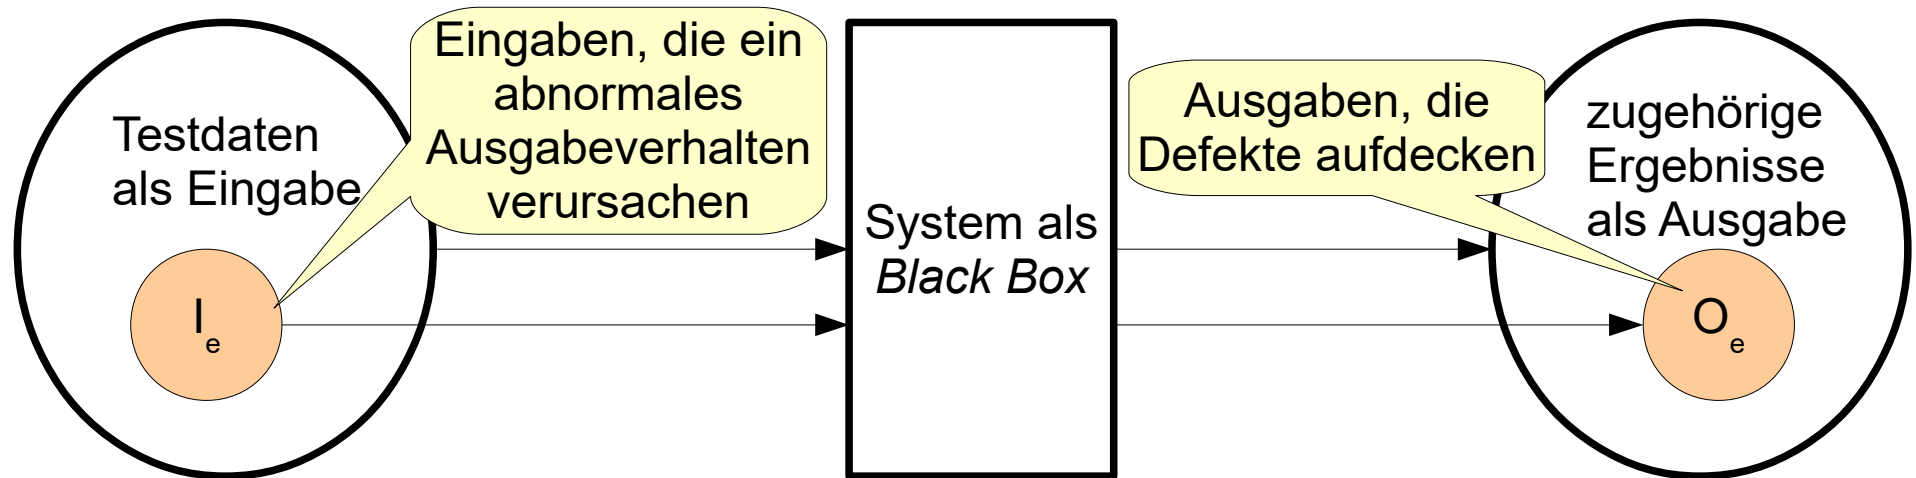 Testdaten
als Eingabe
I
e
Eingaben, die ein
abnormales
Ausgabeverhalten
verursachen
System als
Black Box
Ausgaben, die
Defekte aufdecken
zugehörige
Ergebnisse
als Ausgabe
O
e